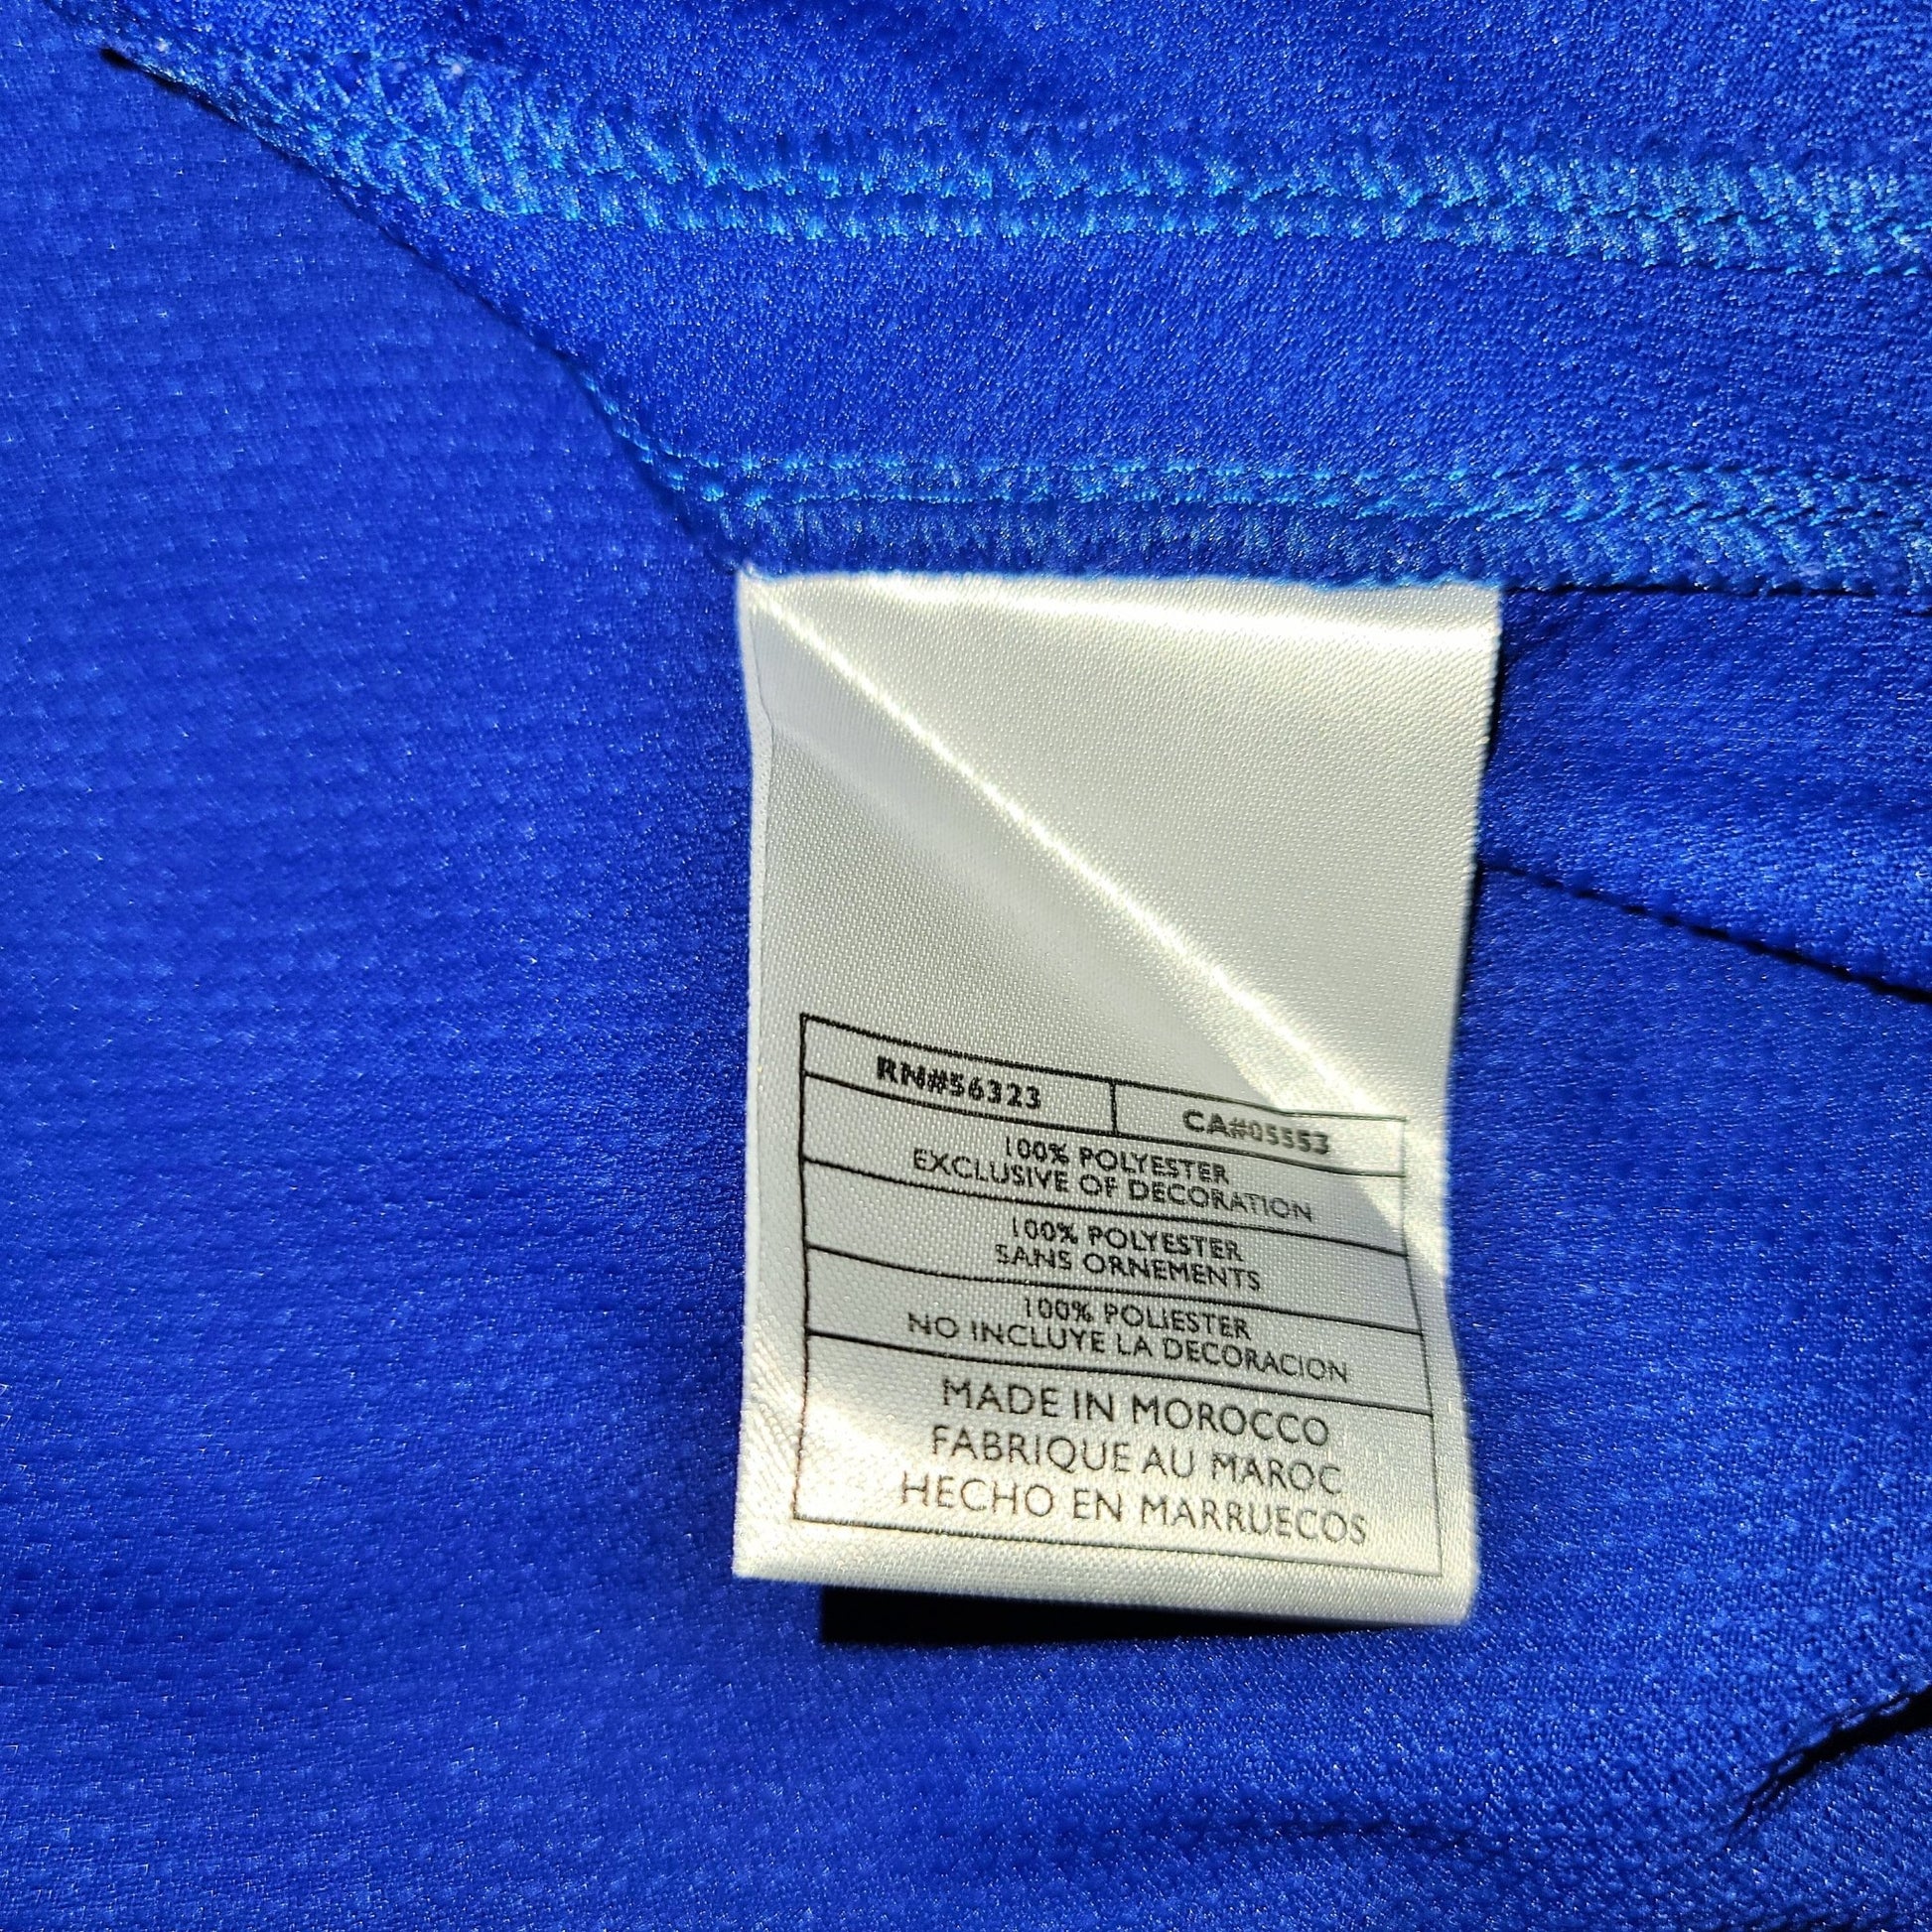 RN#56323 CA#05553
100% POLYESTER
EXCLUSIVE OF DECORATION
100% POLYESTER
SANS ORNEMENTS
100% POLIESTER
NO INCLUYE LA DECORACION
MADE IN MOROCCO
FABRIQUE AU MAROC
HECHO EN MARRUECOS